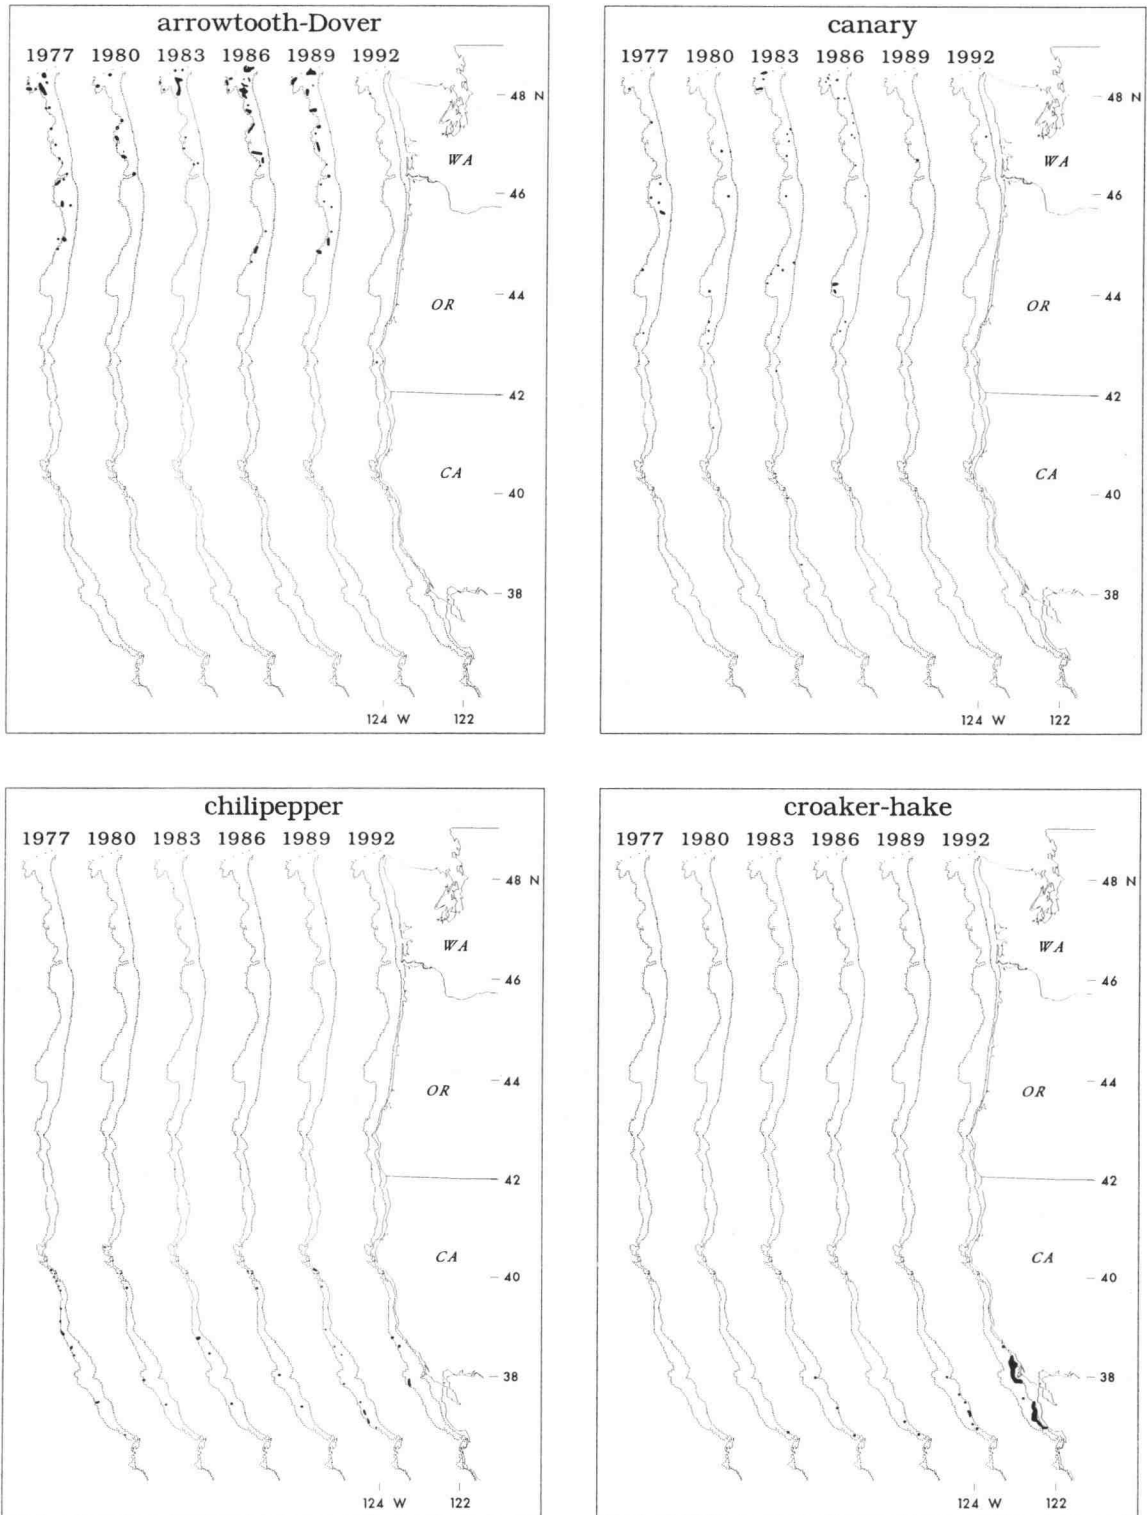 arrowtooth-Dover
1977 1980 1983 1986 1989 1992
48 N
WA
46
OR
44
42
CA
40
38
124 W 122
canary
1977 1980 1983 1986 1989 1992
48 N
WA
46
OR
44
42
CA
40
38
124 W 122
chilipepper
1977 1980 1983 1986 1989 1992
48 N
WA
46
OR
44
42
CA
40
38
124 W 122
croaker-hake
1977 1980 1983 1986 1989 1992
48 N
WA
46
OR
44
42
CA
40
38
124 W 122